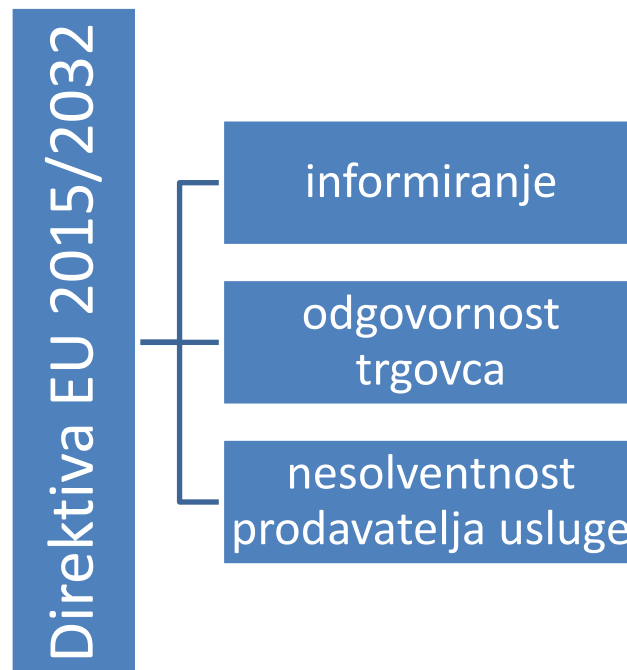 Direktiva EU 2015/2032
informiranje
odgovornost
trgovca
nesolventnost
prodavatelja usluge